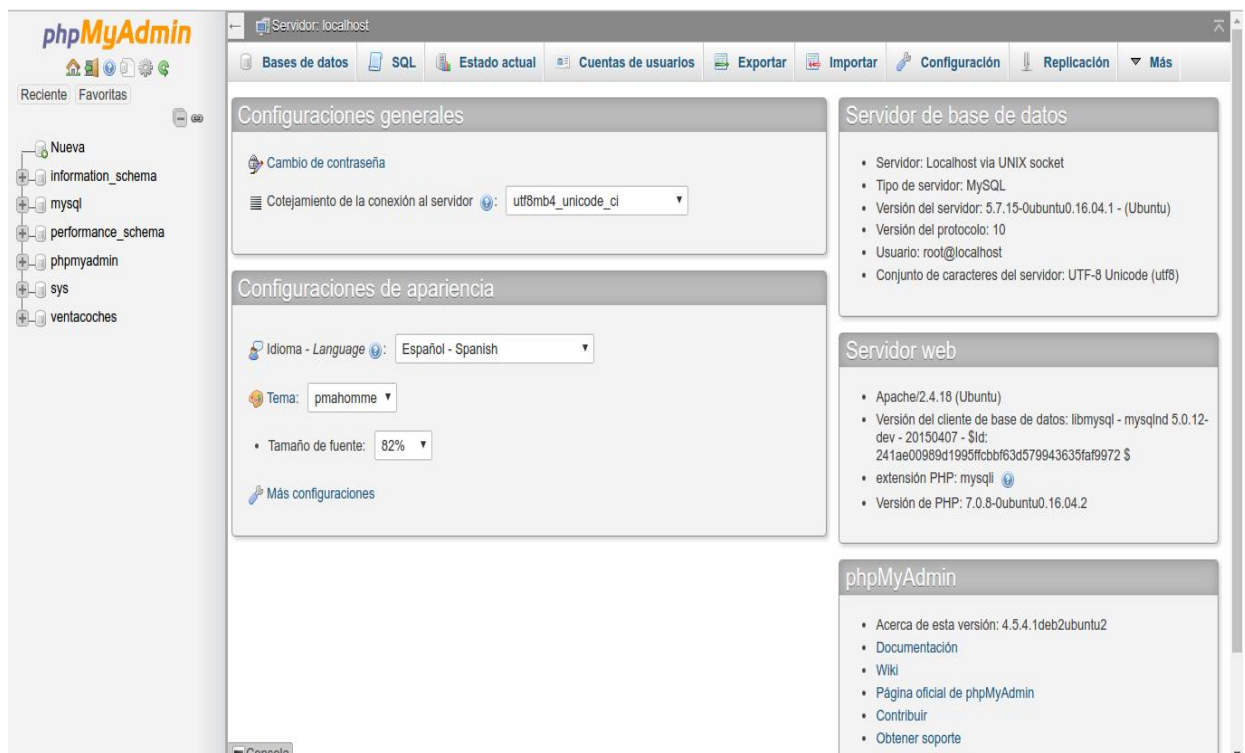 phpMyAdmin
Reciente Favoritas
Nueva
information_schema
mysql
performance_schema
phpmyadmin
sys
ventacoches
Servidor: localhost
Bases de datos SQL Estado actual Cuentas de usuarios Exportar Importar Configuración Replicación Más
Configuraciones generales
Cambio de contraseña
Cotejamiento de la conexión al servidor : utf8mb4_unicode_ci
Configuraciones de apariencia
Idioma - Language : Español - Spanish
Tema: pmahomme
• Tamaño de fuente: 82%
Más configuraciones
Servidor de base de datos
• Servidor: Localhost via UNIX socket
• Tipo de servidor: MySQL
• Versión del servidor: 5.7.15-0ubuntu0.16.04.1 - (Ubuntu)
• Versión del protocolo: 10
• Usuario: root@localhost
• Conjunto de caracteres del servidor: UTF-8 Unicode (utf8)
Servidor web
• Apache/2.4.18 (Ubuntu)
• Versión del cliente de base de datos: libmysql - mysqlnd 5.0.12-
dev - 20150407 - $Id:
241ae00989d1995ffcbbf63d579943635faf9972 $
• extensión PHP: mysqli
• Versión de PHP: 7.0.8-0ubuntu0.16.04.2
phpMyAdmin
• Acerca de esta versión: 4.5.4.1deb2ubuntu2
• Documentación
• Wiki
• Página oficial de phpMyAdmin
• Contribuir
• Obtener soporte
Consola